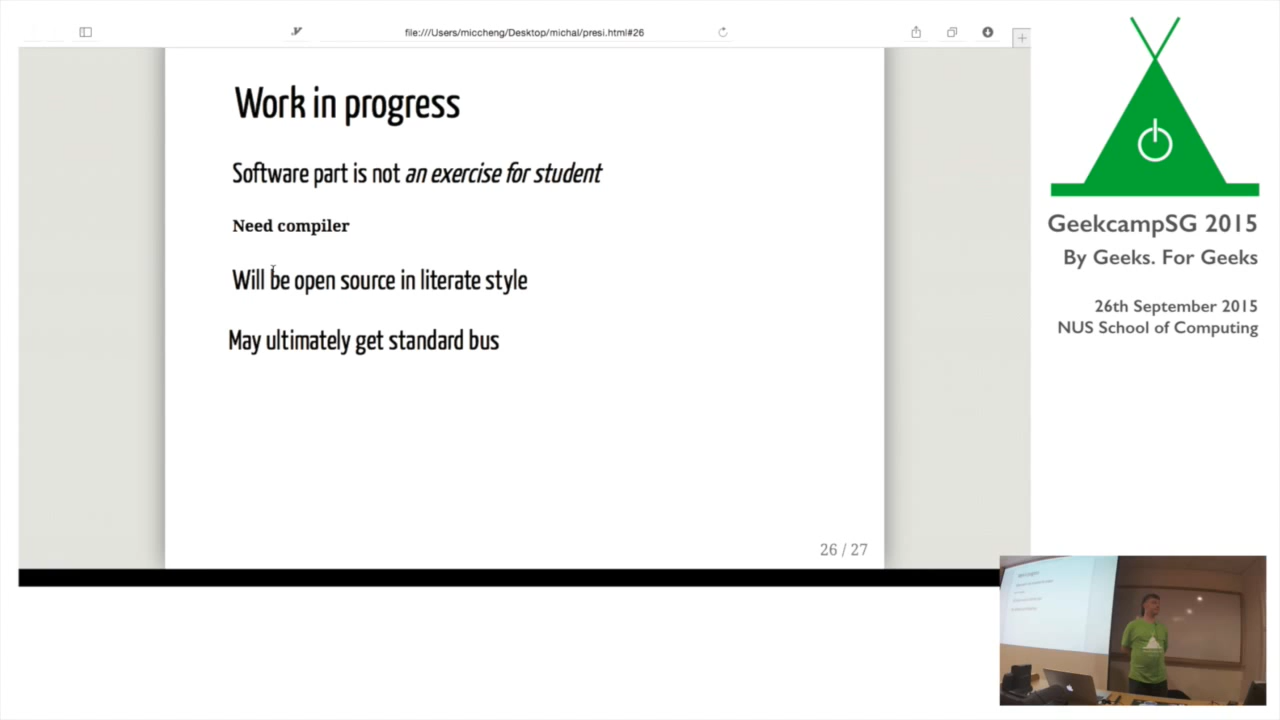 file:///Users/miccheng/Desktop/michal/presi.html#26
Work in progress
Software part is not an exercise for student
Need compiler
Will be open source in literate style
May ultimately get standard bus
26 / 27
GeekcampSG 2015
By Geeks. For Geeks
26th September 2015
NUS School of Computing